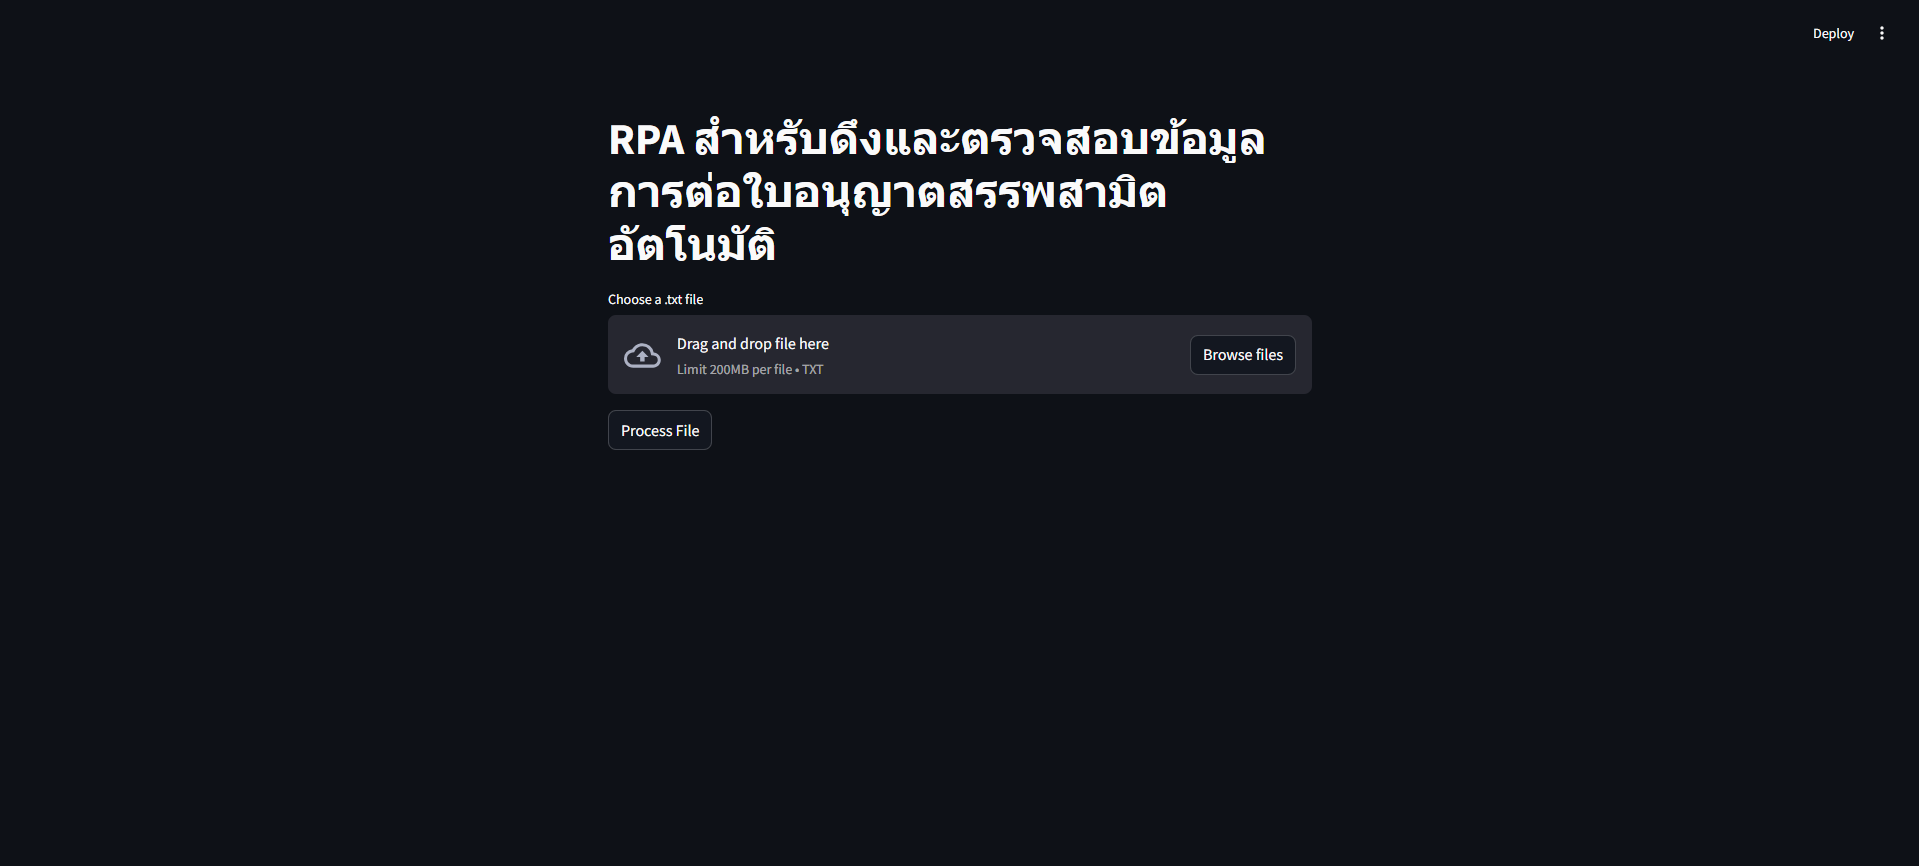 Deploy
RPA สำหรับดึงและตรวจสอบข้อมูล
การต่อใบอนุญาตสรรพสามิต
อัตโนมัติ
Choose a .txt file
Drag and drop file here
Limit 200MB per file • TXT
Browse files
Process File